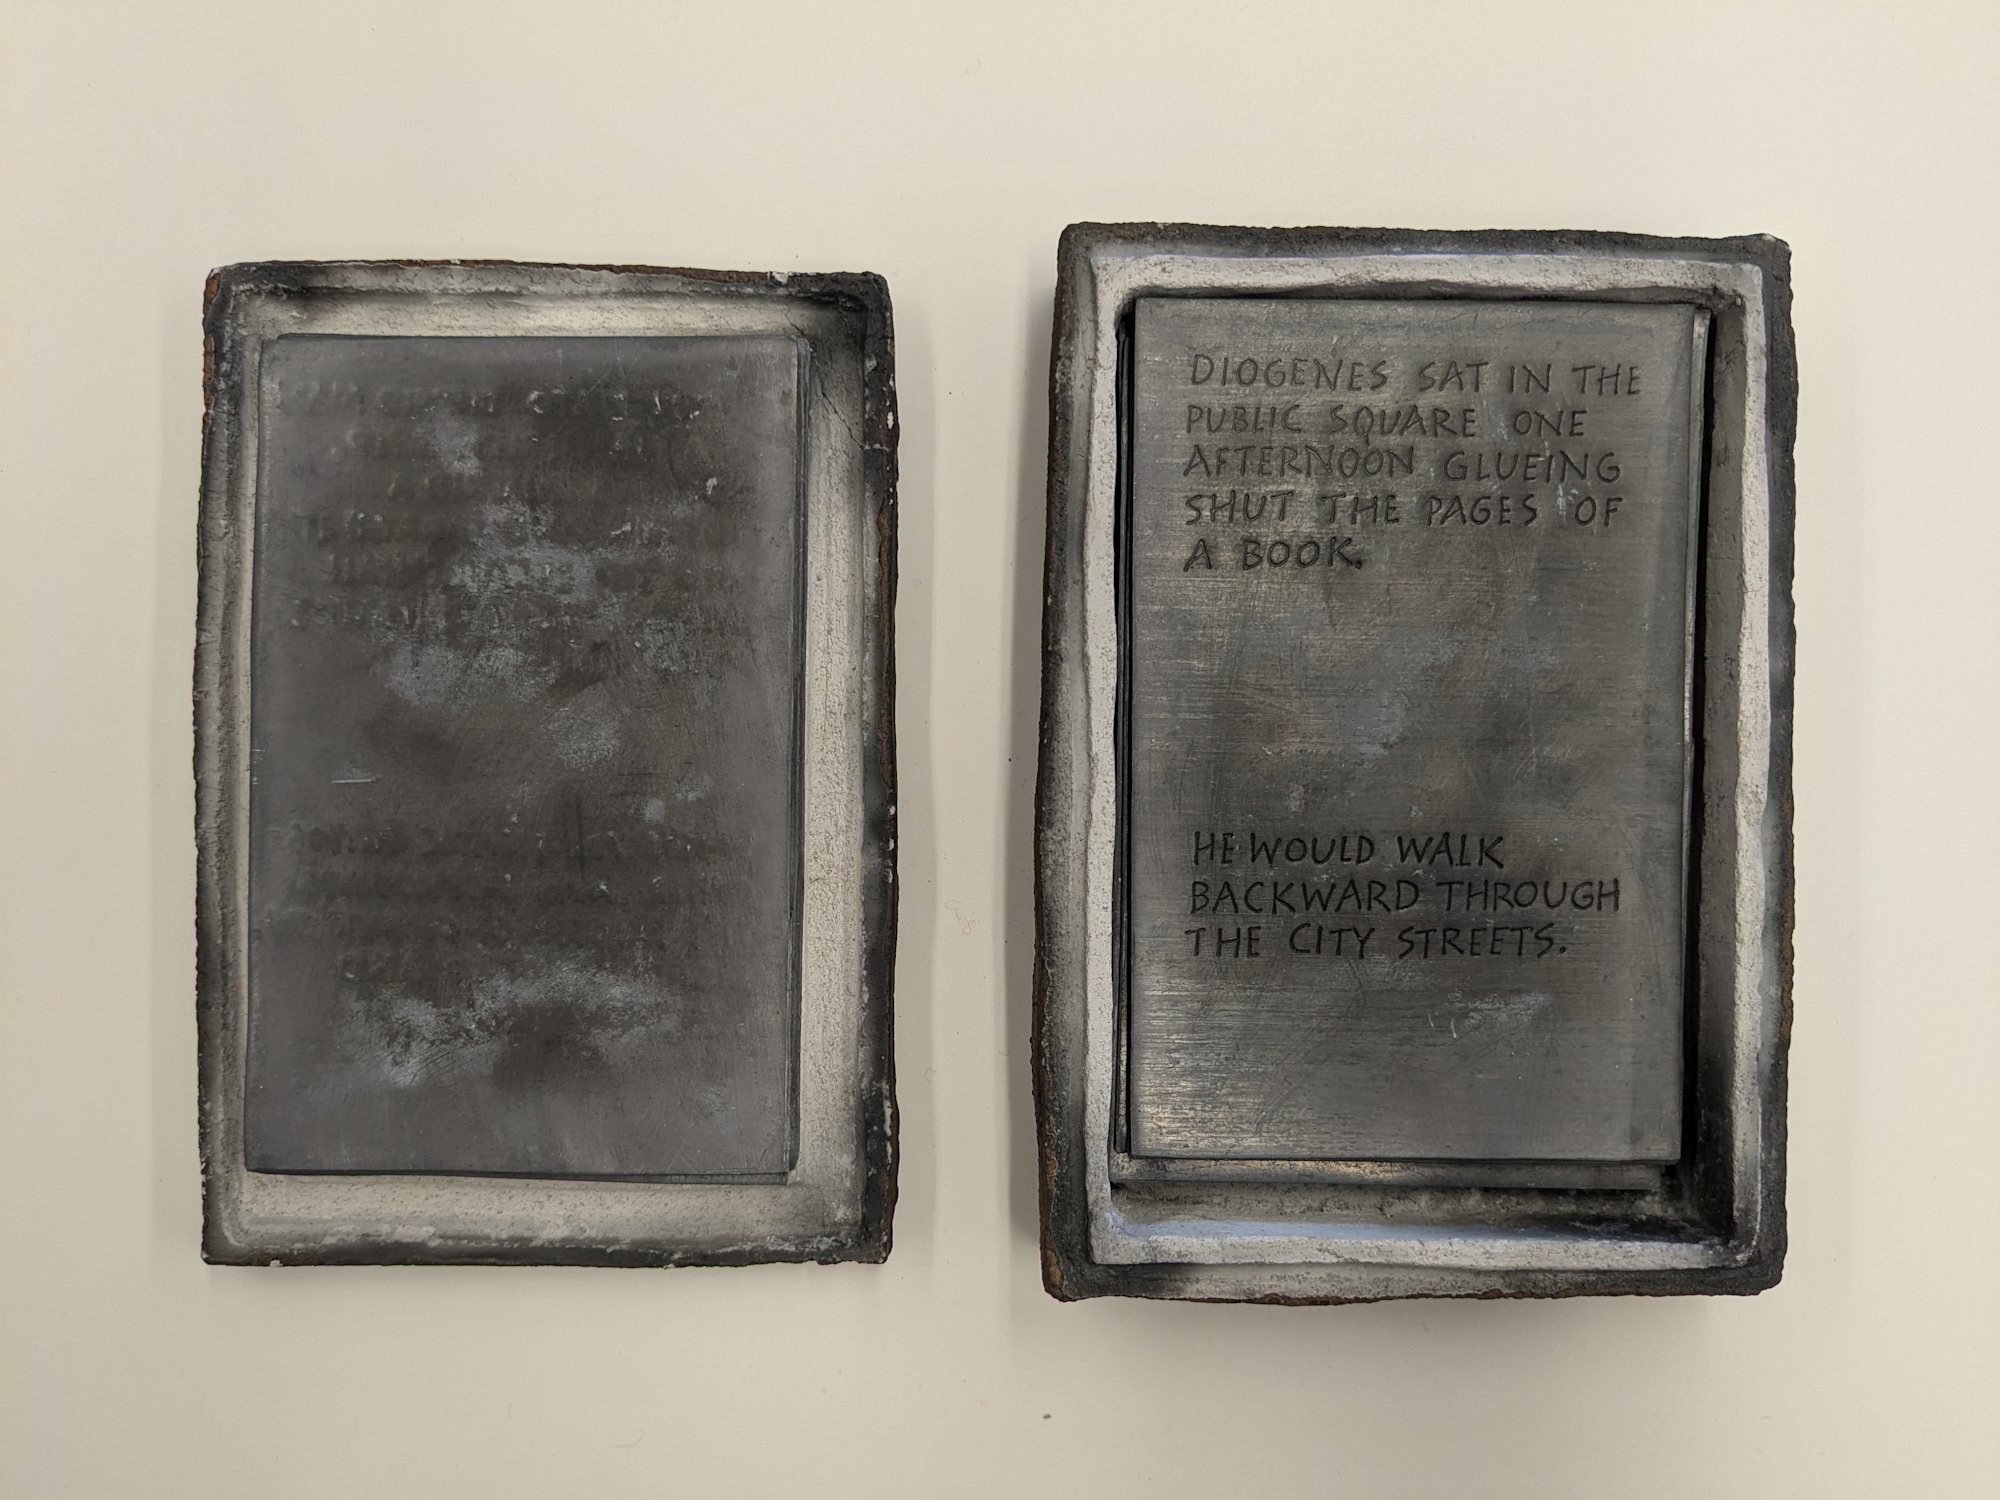 DIOGENES SAT IN THE
PUBLIC SQUARE ONE
AFTERNOON GLUEING
SHUT THE PAGES OF
A BOOK.
HE WOULD WALK
BACKWARD THROUGH
THE CITY STREETS.